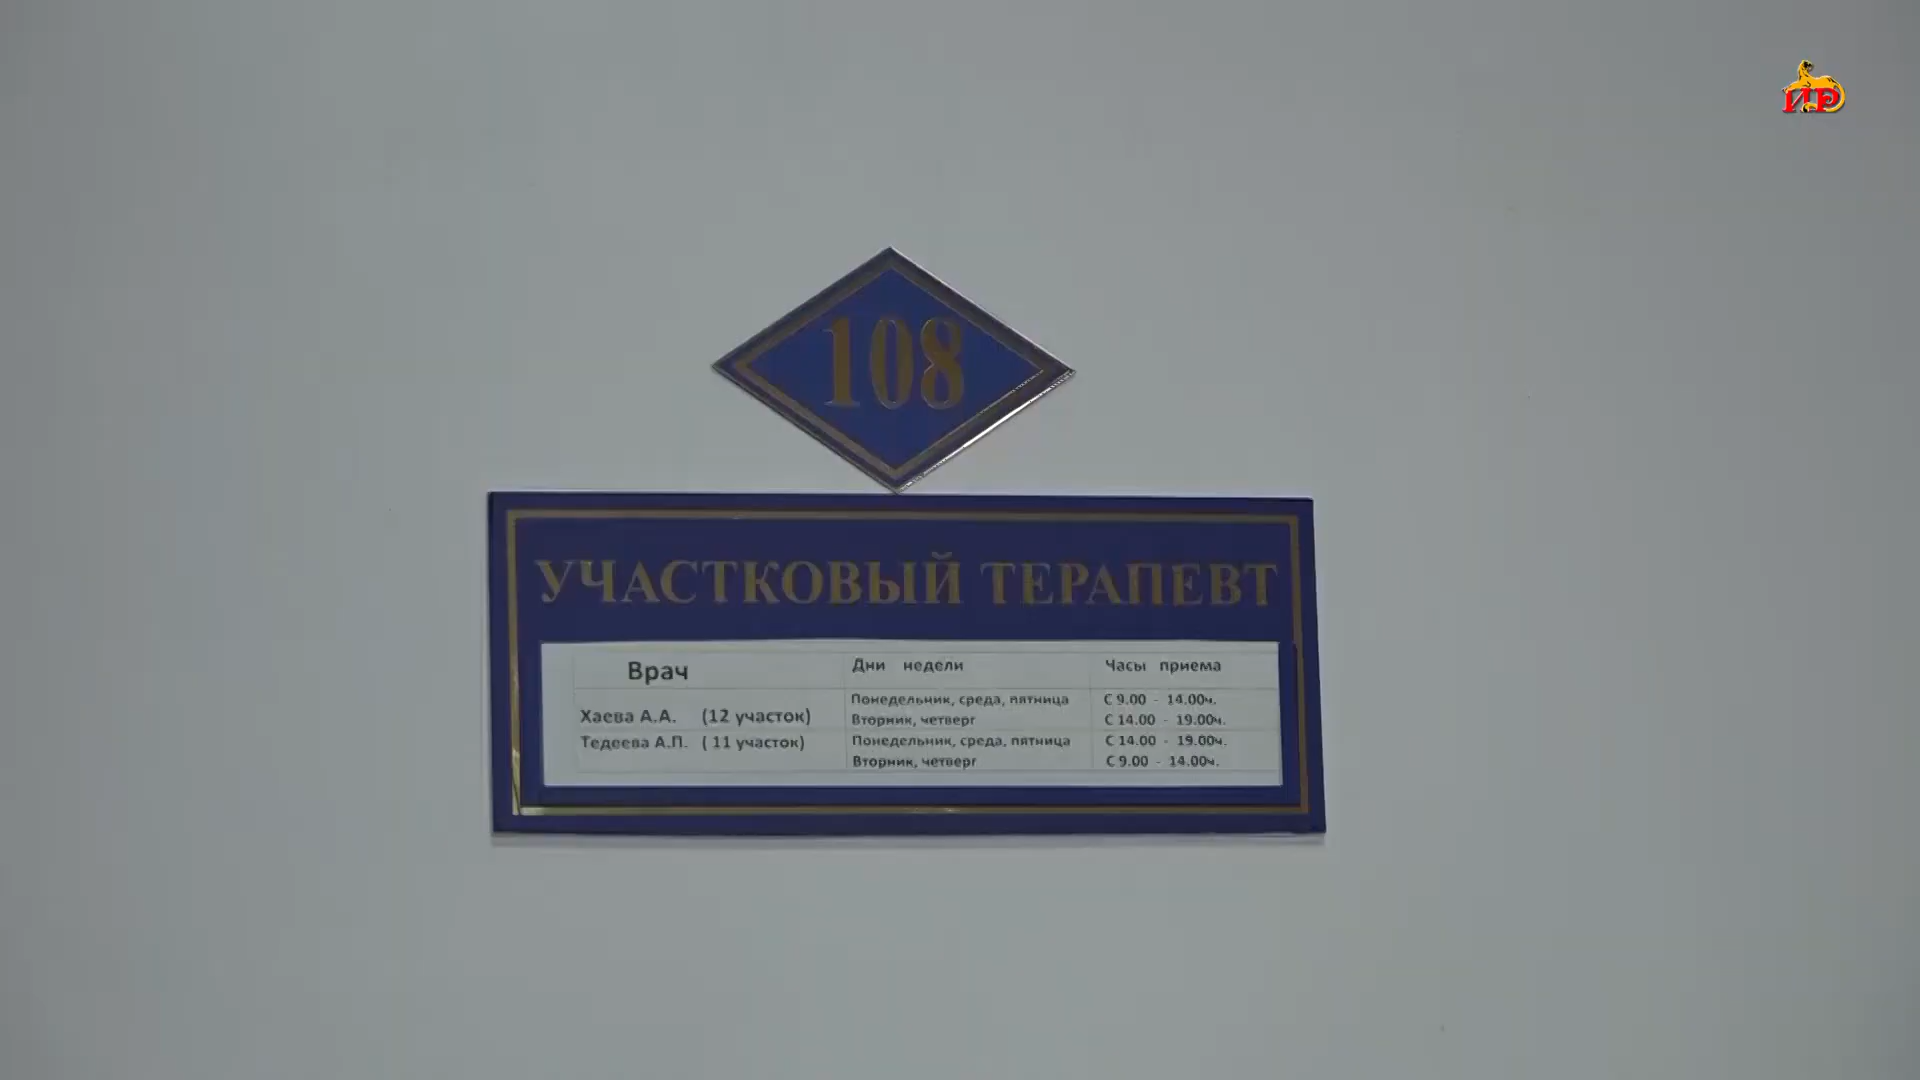 ИР
108
УЧАСТКОВЫЙ ТЕРАПЕВТ
Врач Дни недели Часы приема
Хаева А.А. (12 участок) Понедельник, среда, пятница С 9.00 - 14.00ч.
Вторник, четверг С 14.00 - 19.00ч.
Тедеева А.П. ( 11 участок) Понедельник, среда, пятница С 14.00 - 19.00ч.
Вторник, четверг С 9.00 - 14.00ч.